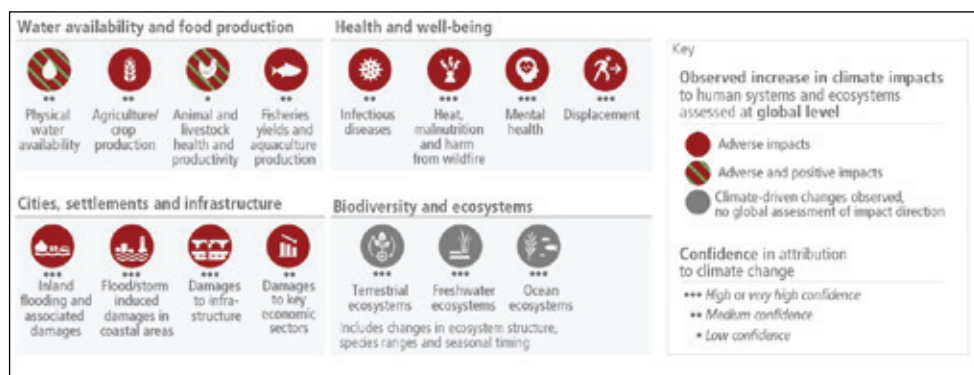 Water availability and food production
Physical
water
availability
Agriculture/
crop
production
Animal and
livestock
health and
productivity
Fisheries
yields and
aquaculture
production
Health and well-being
Infectious
diseases
Heat,
malnutrition
and harm
from wildfire
Mental
health
Displacement
Cities, settlements and infrastructure
Inland
flooding and
associated
damages
Flood/storm
induced
damages in
coastal areas
Damages
to infra-
structure
Damages
to key
economic
sectors
Biodiversity and ecosystems
Terrestrial
ecosystems
Freshwater
ecosystems
Ocean
ecosystems
Includes changes in ecosystem structure,
species ranges and seasonal timing
Key
Observed increase in climate impacts
to human systems and ecosystems
assessed at global level
Adverse impacts
Adverse and positive impacts
Climate-driven changes observed,
no global assessment of impact direction
Confidence in attribution
to climate change
••• High or very high confidence
•• Medium confidence
• Low confidence